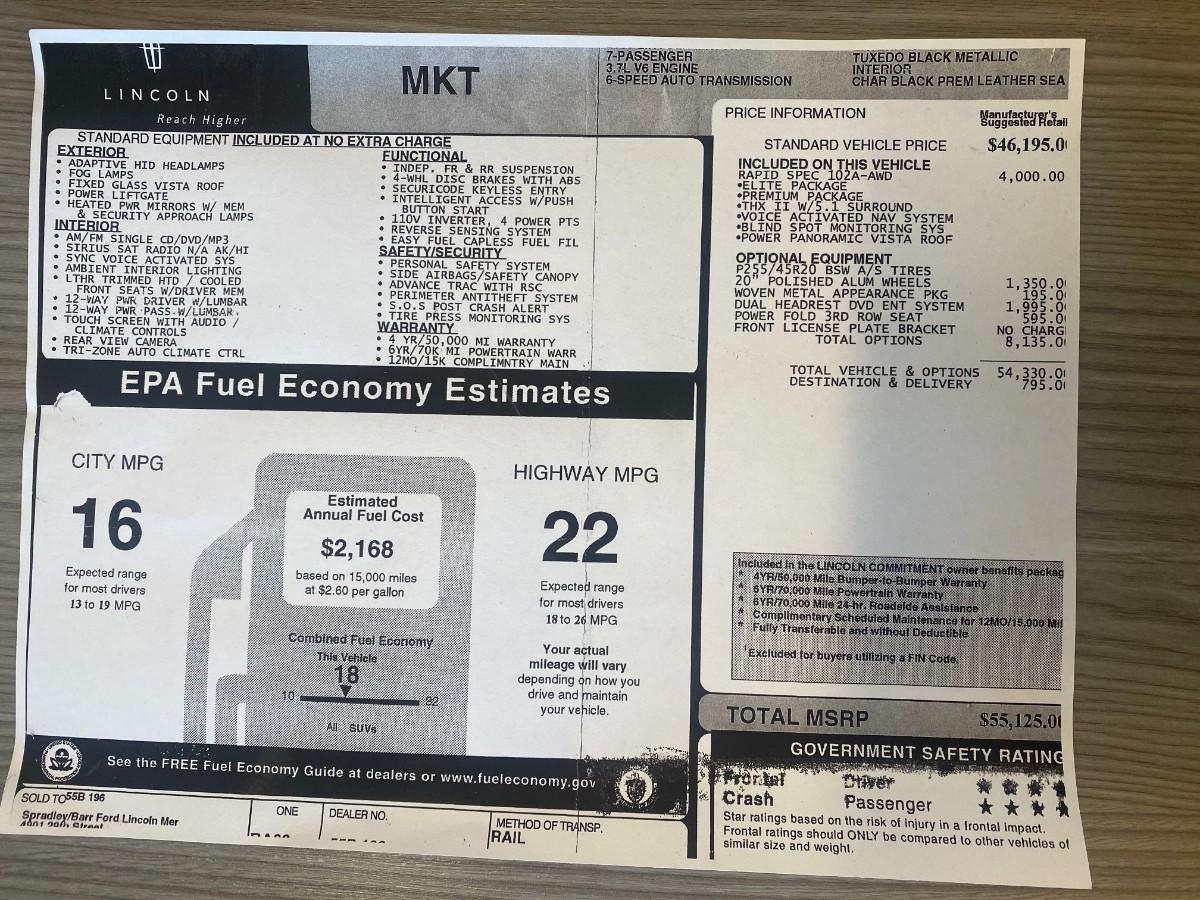 LINCOLN
Reach Higher
MKT
7-PASSENGER
3.7L V6 ENGINE
6-SPEED AUTO TRANSMISSION
TUXEDO BLACK METALLIC
INTERIOR
CHAR BLACK PREM LEATHER SEA
STANDARD EQUIPMENT INCLUDED AT NO EXTRA CHARGE
EXTERIOR
• ADAPTIVE HID HEADLAMPS
• FOG LAMPS
• FIXED GLASS VISTA ROOF
• POWER LIFTGATE
• HEATED PWR MIRRORS W/ MEM
& SECURITY APPROACH LAMPS
INTERIOR
• AM/FM SINGLE CD/DVD/MP3
• SIRIUS SAT RADIO N/A AK/HI
• SYNC VOICE ACTIVATED SYS
• AMBIENT INTERIOR LIGHTING
• LTHR TRIMMED HTD / COOLED
FRONT SEATS W/DRIVER MEM
• 12-WAY PWR DRIVER W/LUMBAR
• 12-WAY PWR PASS W/LUMBAR.
• TOUCH SCREEN WITH AUDIO /
CLIMATE CONTROLS
• REAR VIEW CAMERA
• TRI-ZONE AUTO CLIMATE CTRL
FUNCTIONAL
• INDEP. FR & RR SUSPENSION
• 4-WHL DISC BRAKES WITH ABS
• SECURICODE KEYLESS ENTRY
• INTELLIGENT ACCESS W/PUSH
BUTTON START
• 110V INVERTER, 4 POWER PTS
• REVERSE SENSING SYSTEM
• EASY FUEL CAPLESS FUEL FIL
SAFETY/SECURITY
• PERSONAL SAFETY SYSTEM
• SIDE AIRBAGS/SAFETY CANOPY
• ADVANCE TRAC WITH RSC
• PERIMETER ANTITHEFT SYSTEM
• S.O.S POST CRASH ALERT
• TIRE PRESS MONITORING SYS
WARRANTY
• 4 YR/50,000 MI WARRANTY
• 6YR/70K MI POWERTRAIN WARR
• 12MO/15K COMPLIMNTRY MAIN
PRICE INFORMATION
Manufacturer's
Suggested Retail
STANDARD VEHICLE PRICE $46,195.0
INCLUDED ON THIS VEHICLE
RAPID SPEC 102A-AWD 4,000.00
•ELITE PACKAGE
•PREMIUM PACKAGE
•THX II W/5.1 SURROUND
•VOICE ACTIVATED NAV SYSTEM
•BLIND SPOT MONITORING SYS
•POWER PANORAMIC VISTA ROOF
OPTIONAL EQUIPMENT
P255/45R20 BSW A/S TIRES
20" POLISHED ALUM WHEELS 1,350.0
WOVEN METAL APPEARANCE PKG 195.0
DUAL HEADREST DVD ENT SYSTEM 1,995.0
POWER FOLD 3RD ROW SEAT 595.0
FRONT LICENSE PLATE BRACKET NO CHARG
TOTAL OPTIONS 8,135.0
TOTAL VEHICLE & OPTIONS 54,330.0
DESTINATION & DELIVERY 795.0
EPA Fuel Economy Estimates
CITY MPG
16
Expected range
for most drivers
13 to 19 MPG
Estimated
Annual Fuel Cost
$2,168
based on 15,000 miles
at $2.60 per gallon
Combined Fuel Economy
This Vehicle
18
10 32
All SUVs
HIGHWAY MPG
22
Expected range
for most drivers
18 to 26 MPG
Your actual
mileage will vary
depending on how you
drive and maintain
your vehicle.
Included in the LINCOLN COMMITMENT owner benefits packag
* 4YR/50,000 Mile Bumper-to-Bumper Warranty
* 6YR/70,000 Mile Powertrain Warranty
* 6YR/70,000 Mile 24-hr. Roadside Assistance
* Complimentary Scheduled Maintenance for 12MO/15,000 Mil
* Fully Transferable and without Deductible
Excluded for buyers utilizing a FIN Code.
TOTAL MSRP $55,125.0
GOVERNMENT SAFETY RATING
Frontal Driver ★ ★ ★ ★
Crash Passenger ★ ★ ★ ★
Star ratings based on the risk of injury in a frontal impact.
Frontal ratings should ONLY be compared to other vehicles of
similar size and weight.
See the FREE Fuel Economy Guide at dealers or www.fueleconomy.gov
SOLD TO 55B 196
Spradley/Barr Ford Lincoln Mer
4901 29th Street
ONE
DEALER NO.
METHOD OF TRANSP.
RAIL